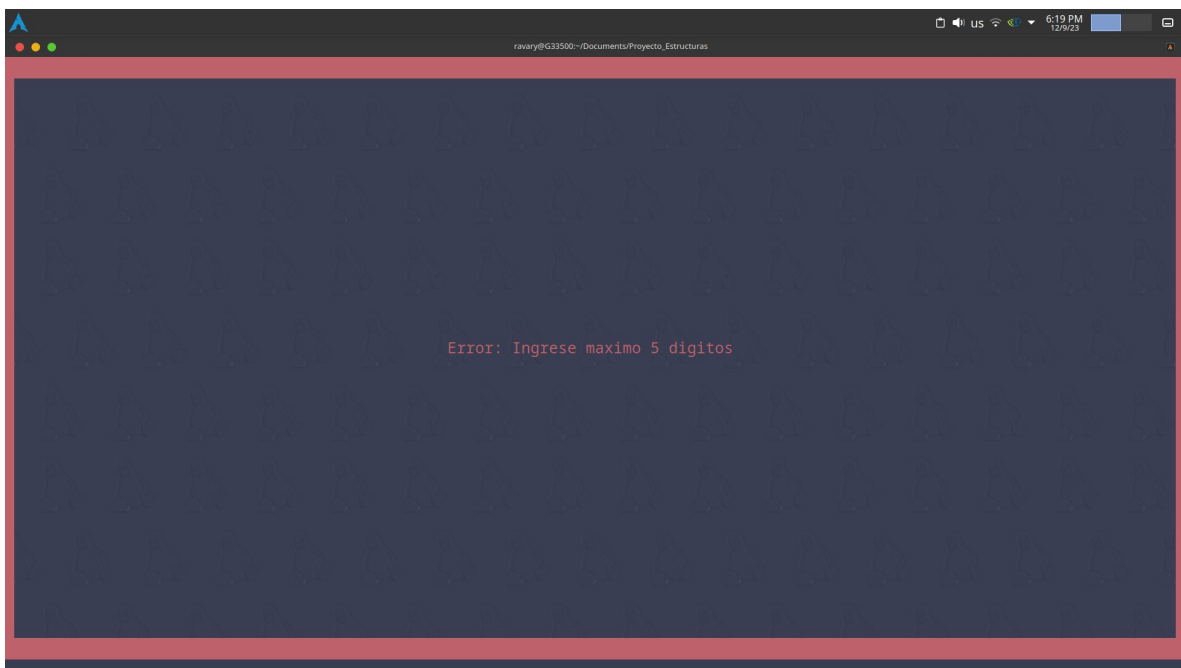 us
6:19 PM
12/9/23
ravary@G33500:~/Documents/Proyecto_Estructuras
Error: Ingrese maximo 5 digitos